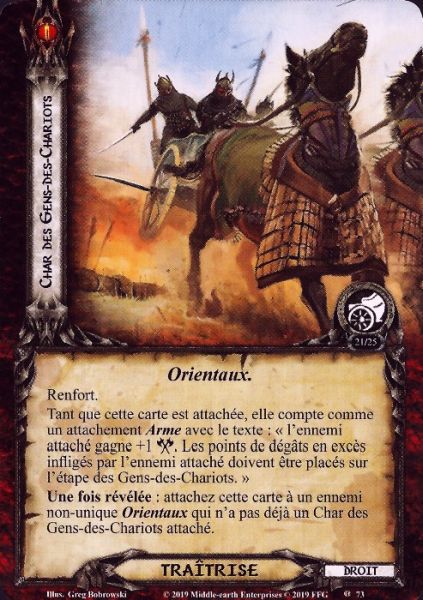 Char des Gens-des-Chariots
21/25
Orientaux.
Renfort.
Tant que cette carte est attachée, elle compte comme
un attachement Arme avec le texte : « l'ennemi
attaché gagne +1 . Les points de dégâts en excès
infligés par l'ennemi attaché doivent être placés sur
l'étape des Gens-des-Chariots. »
Une fois révélée : attachez cette carte à un ennemi
non-unique Orientaux qui n'a pas déjà un Char des
Gens-des-Chariots attaché.
TRAÎTRISE
DROIT
Illus. Greg Bobrowski © 2019 Middle-earth Enterprises © 2019 FFG 73